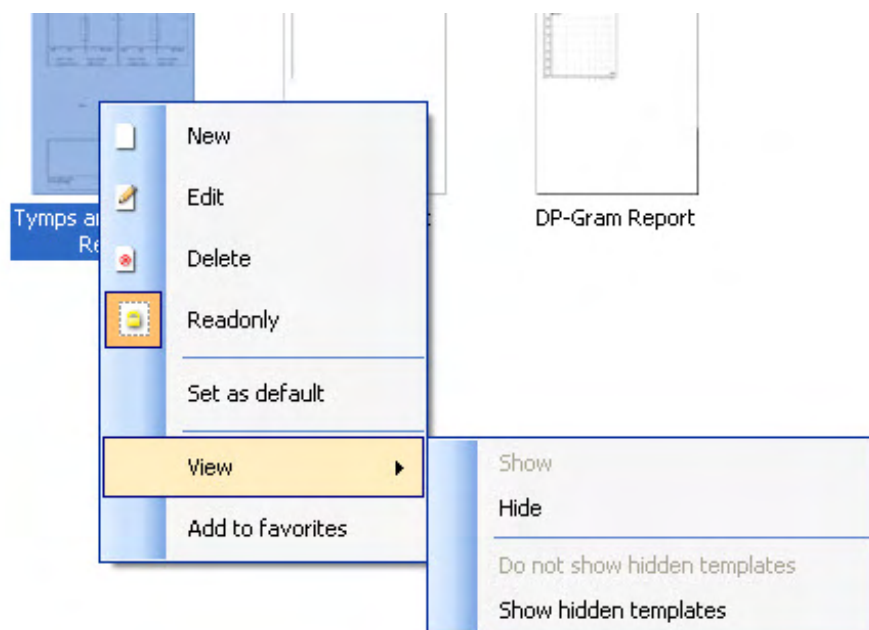 New
Edit
Tymps a
Re
DP-Gram Report
Delete
Readonly
Set as default
View
Show
Hide
Add to favorites
Do not show hidden templates
Show hidden templates